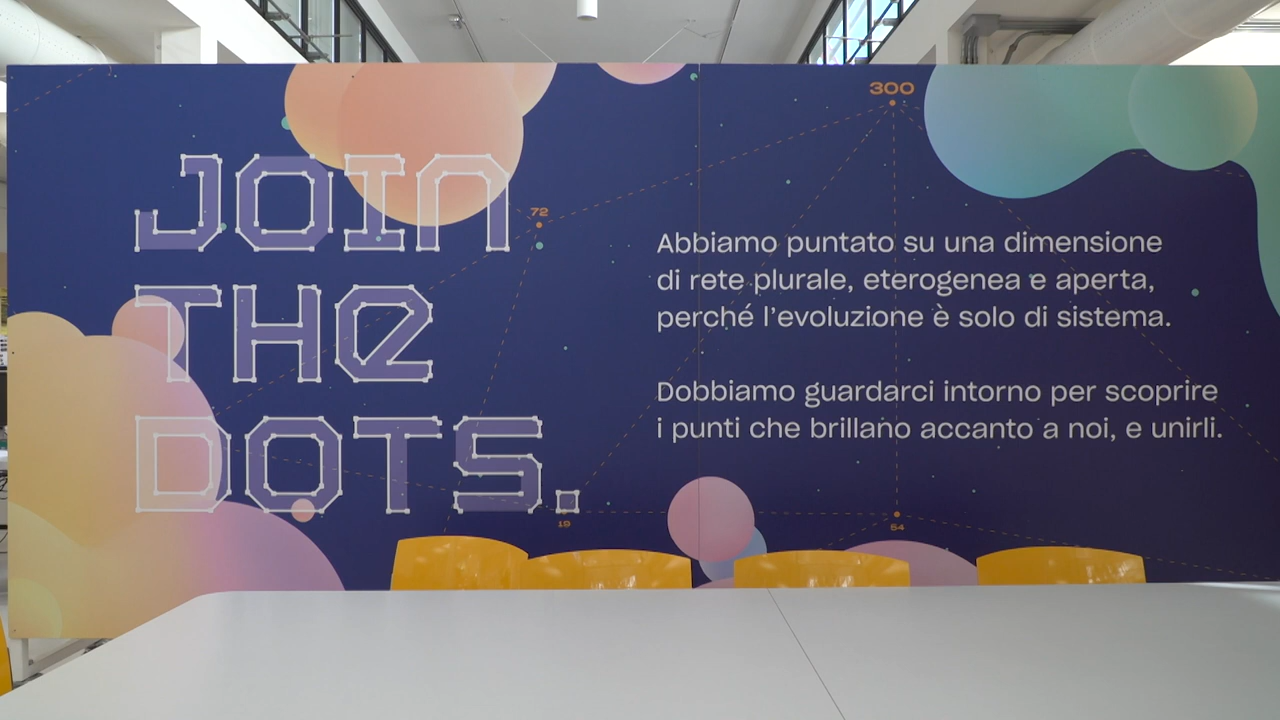 JOIN
THE
DOTS.
300
72
Abbiamo puntato su una dimensione
di rete plurale, eterogenea e aperta,
perché l’evoluzione è solo di sistema.
Dobbiamo guardarci intorno per scoprire
i punti che brillano accanto a noi, e unirli.
19
54